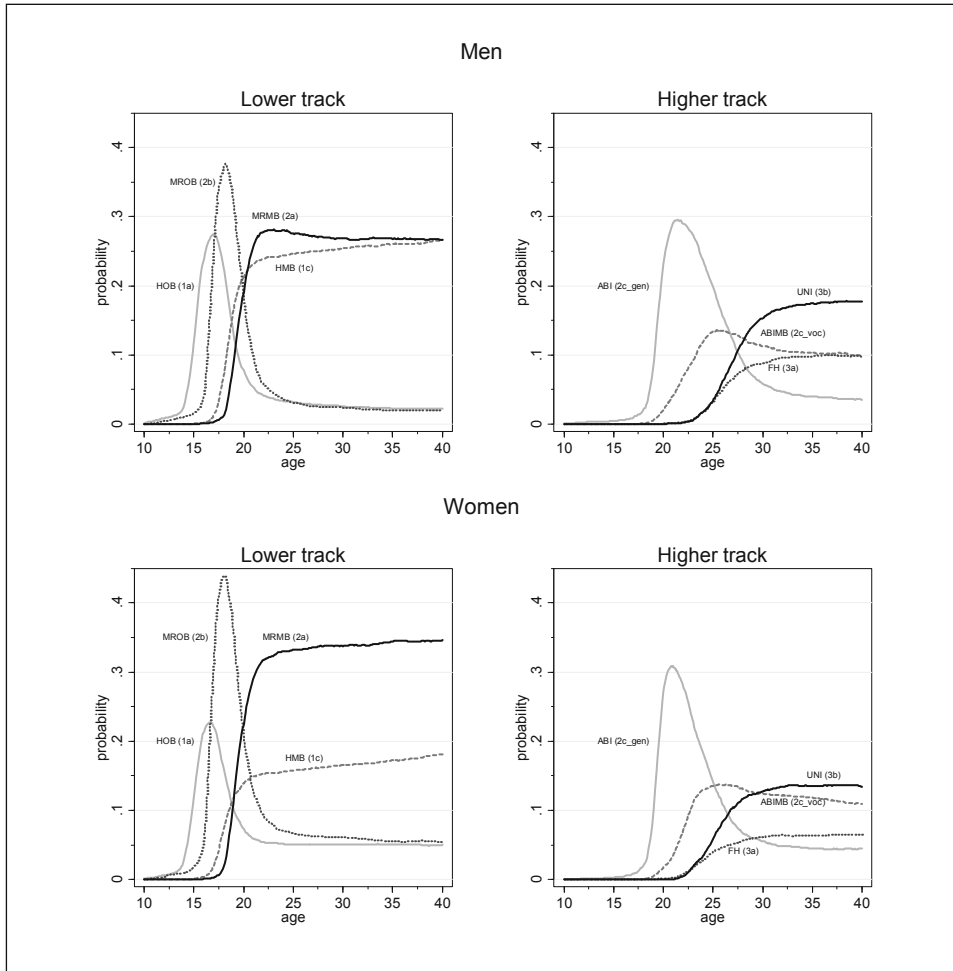 Men
Lower track
Higher track
probability
.4
.3
.2
.1
0
MROB (2b)
MRMB (2a)
HOB (1a)
HMB (1c)
10 15 20 25 30 35 40
age
probability
.4
.3
.2
.1
0
ABI (2c_gen)
UNI (3b)
ABIMB (2c_voc)
FH (3a)
10 15 20 25 30 35 40
age
Women
Lower track
Higher track
probability
.4
.3
.2
.1
0
MROB (2b)
MRMB (2a)
HOB (1a)
HMB (1c)
10 15 20 25 30 35 40
age
probability
.4
.3
.2
.1
0
ABI (2c_gen)
UNI (3b)
ABIMB (2c_voc)
FH (3a)
10 15 20 25 30 35 40
age